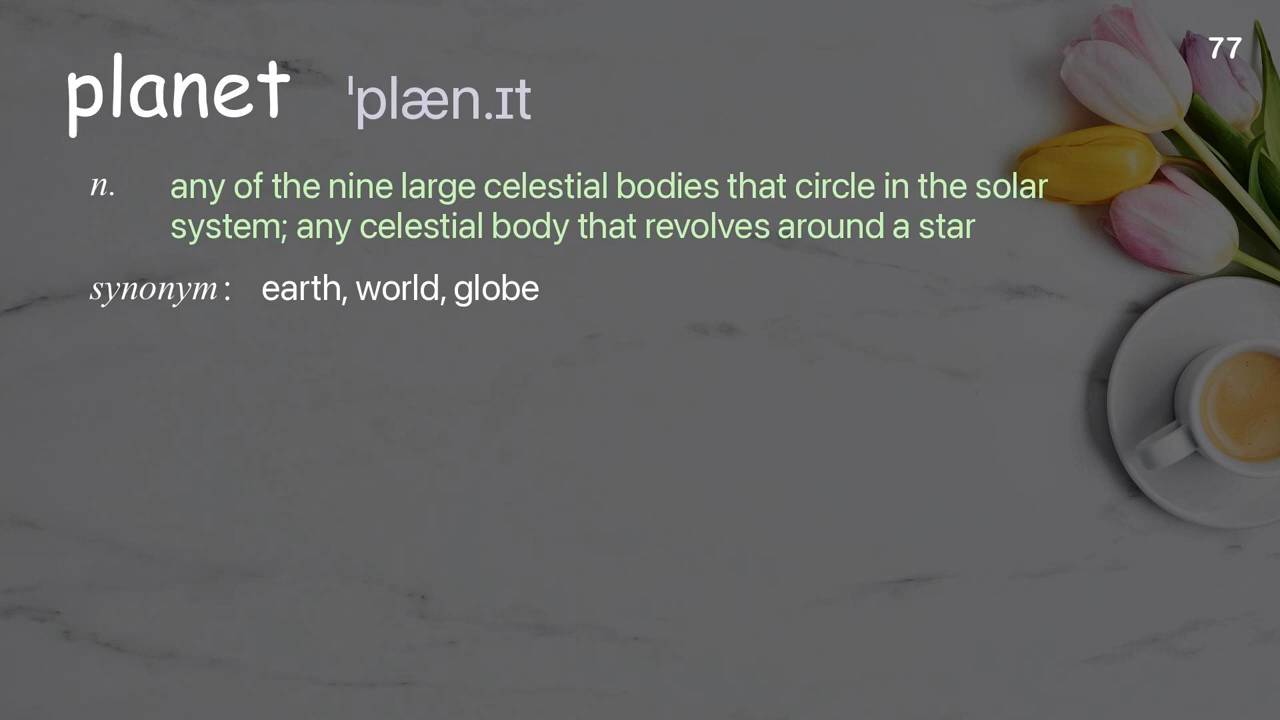 77
planet ˈplæn.ɪt
n. any of the nine large celestial bodies that circle in the solar
system; any celestial body that revolves around a star
synonym: earth, world, globe